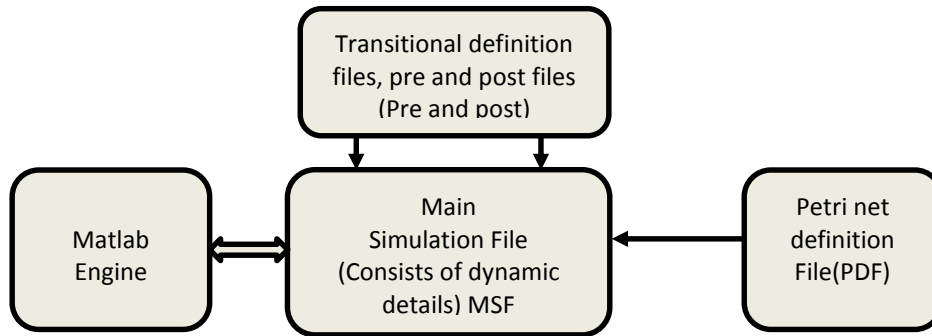 Transitional definition
files, pre and post files
(Pre and post)
Matlab
Engine
Main
Simulation File
(Consists of dynamic
details) MSF
Petri net
definition
File(PDF)